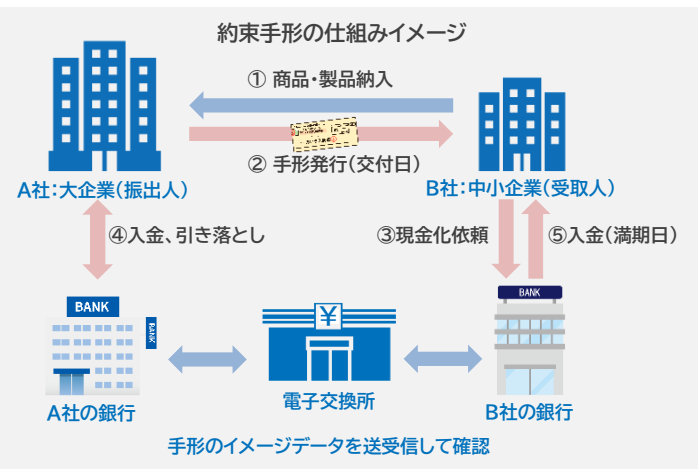 約束手形の仕組みイメージ
① 商品・製品納入
② 手形発行(交付日)
A社:大企業(振出人)
B社:中小企業(受取人)
④入金、引き落とし
③現金化依頼
⑤入金(満期日)
BANK
BANK
BANK
¥
A社の銀行
電子交換所
B社の銀行
手形のイメージデータを送受信して確認